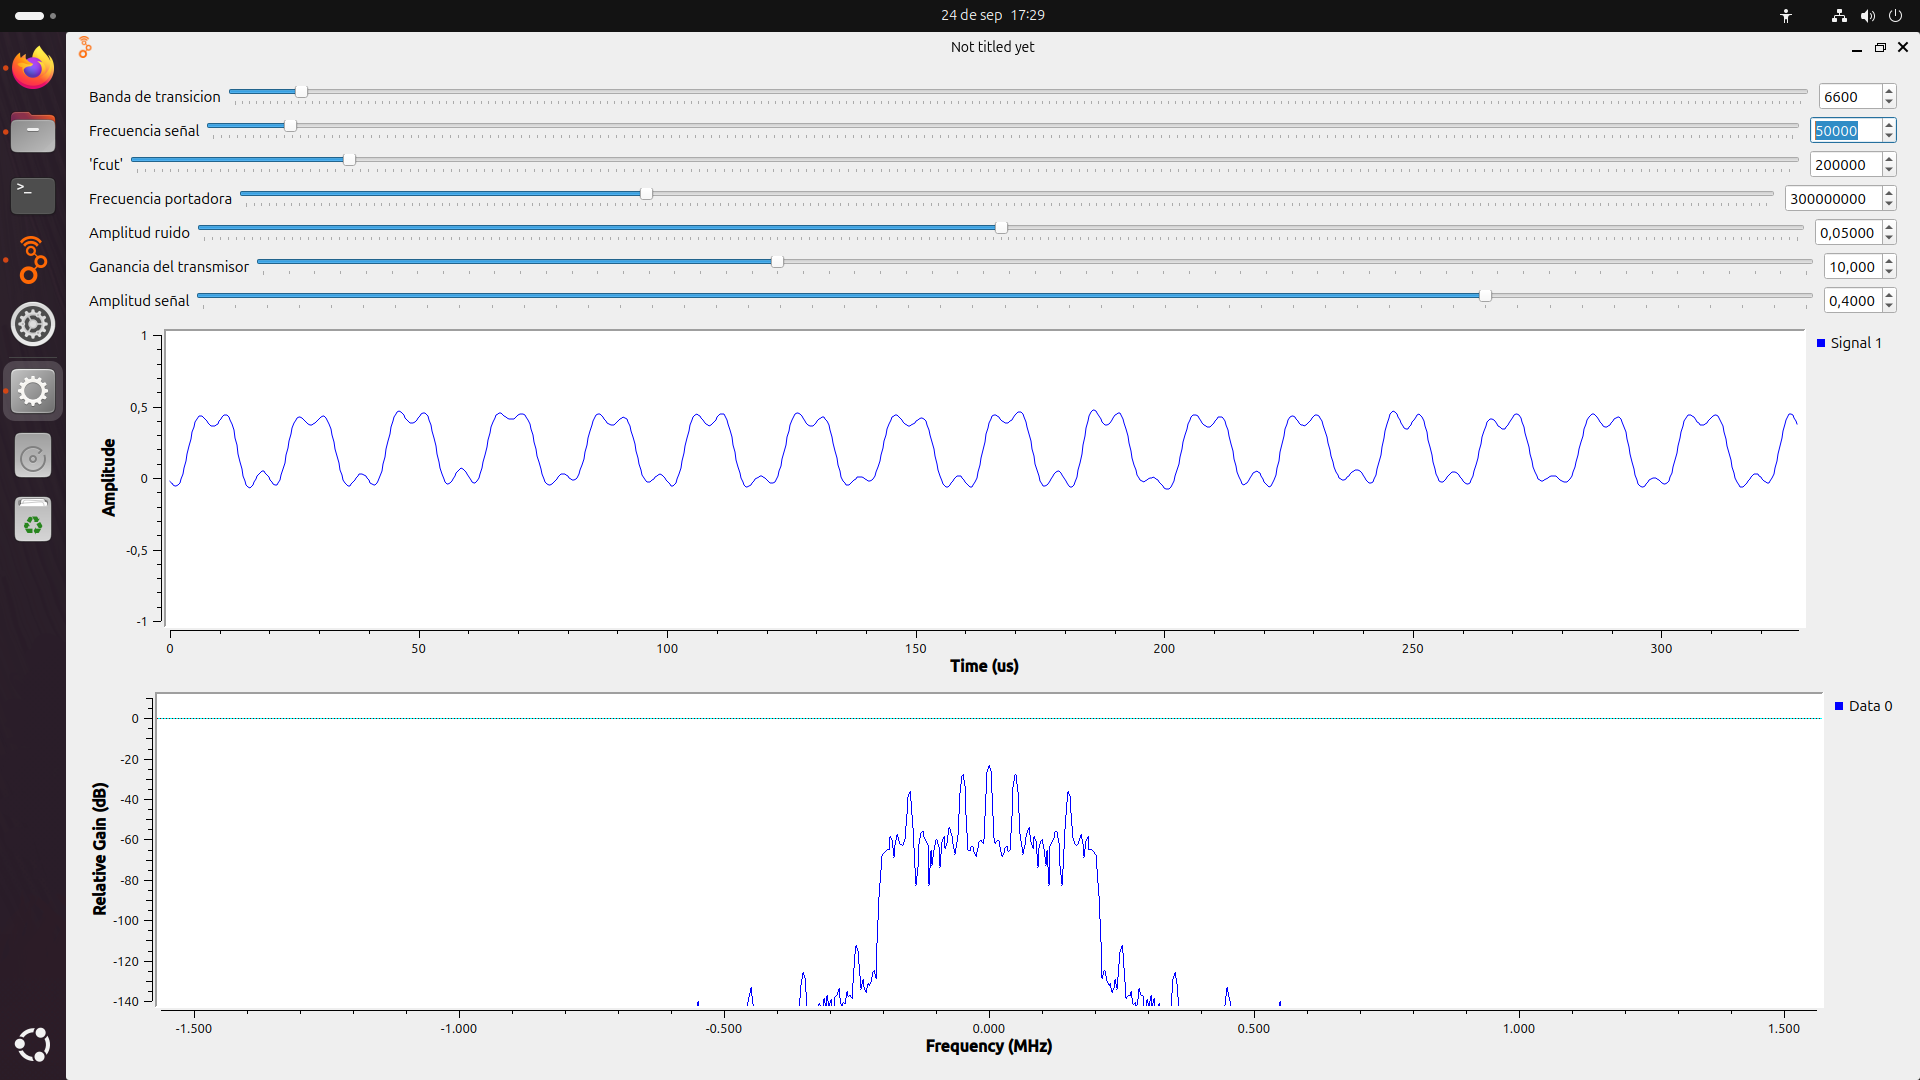 24 de sep 17:29
Not titled yet
Banda de transicion 6600
Frecuencia señal 50000
'fcut' 200000
Frecuencia portadora 300000000
Amplitud ruido 0,05000
Ganancia del transmisor 10,000
Amplitud señal 0,4000
1
0,5
0
-0,5
-1
Amplitude
Signal 1
0 50 100 150 200 250 300
Time (us)
0
-20
-40
-60
-80
-100
-120
-140
Relative Gain (dB)
Data 0
-1.500 -1.000 -0.500 0.000 0.500 1.000 1.500
Frequency (MHz)
>_